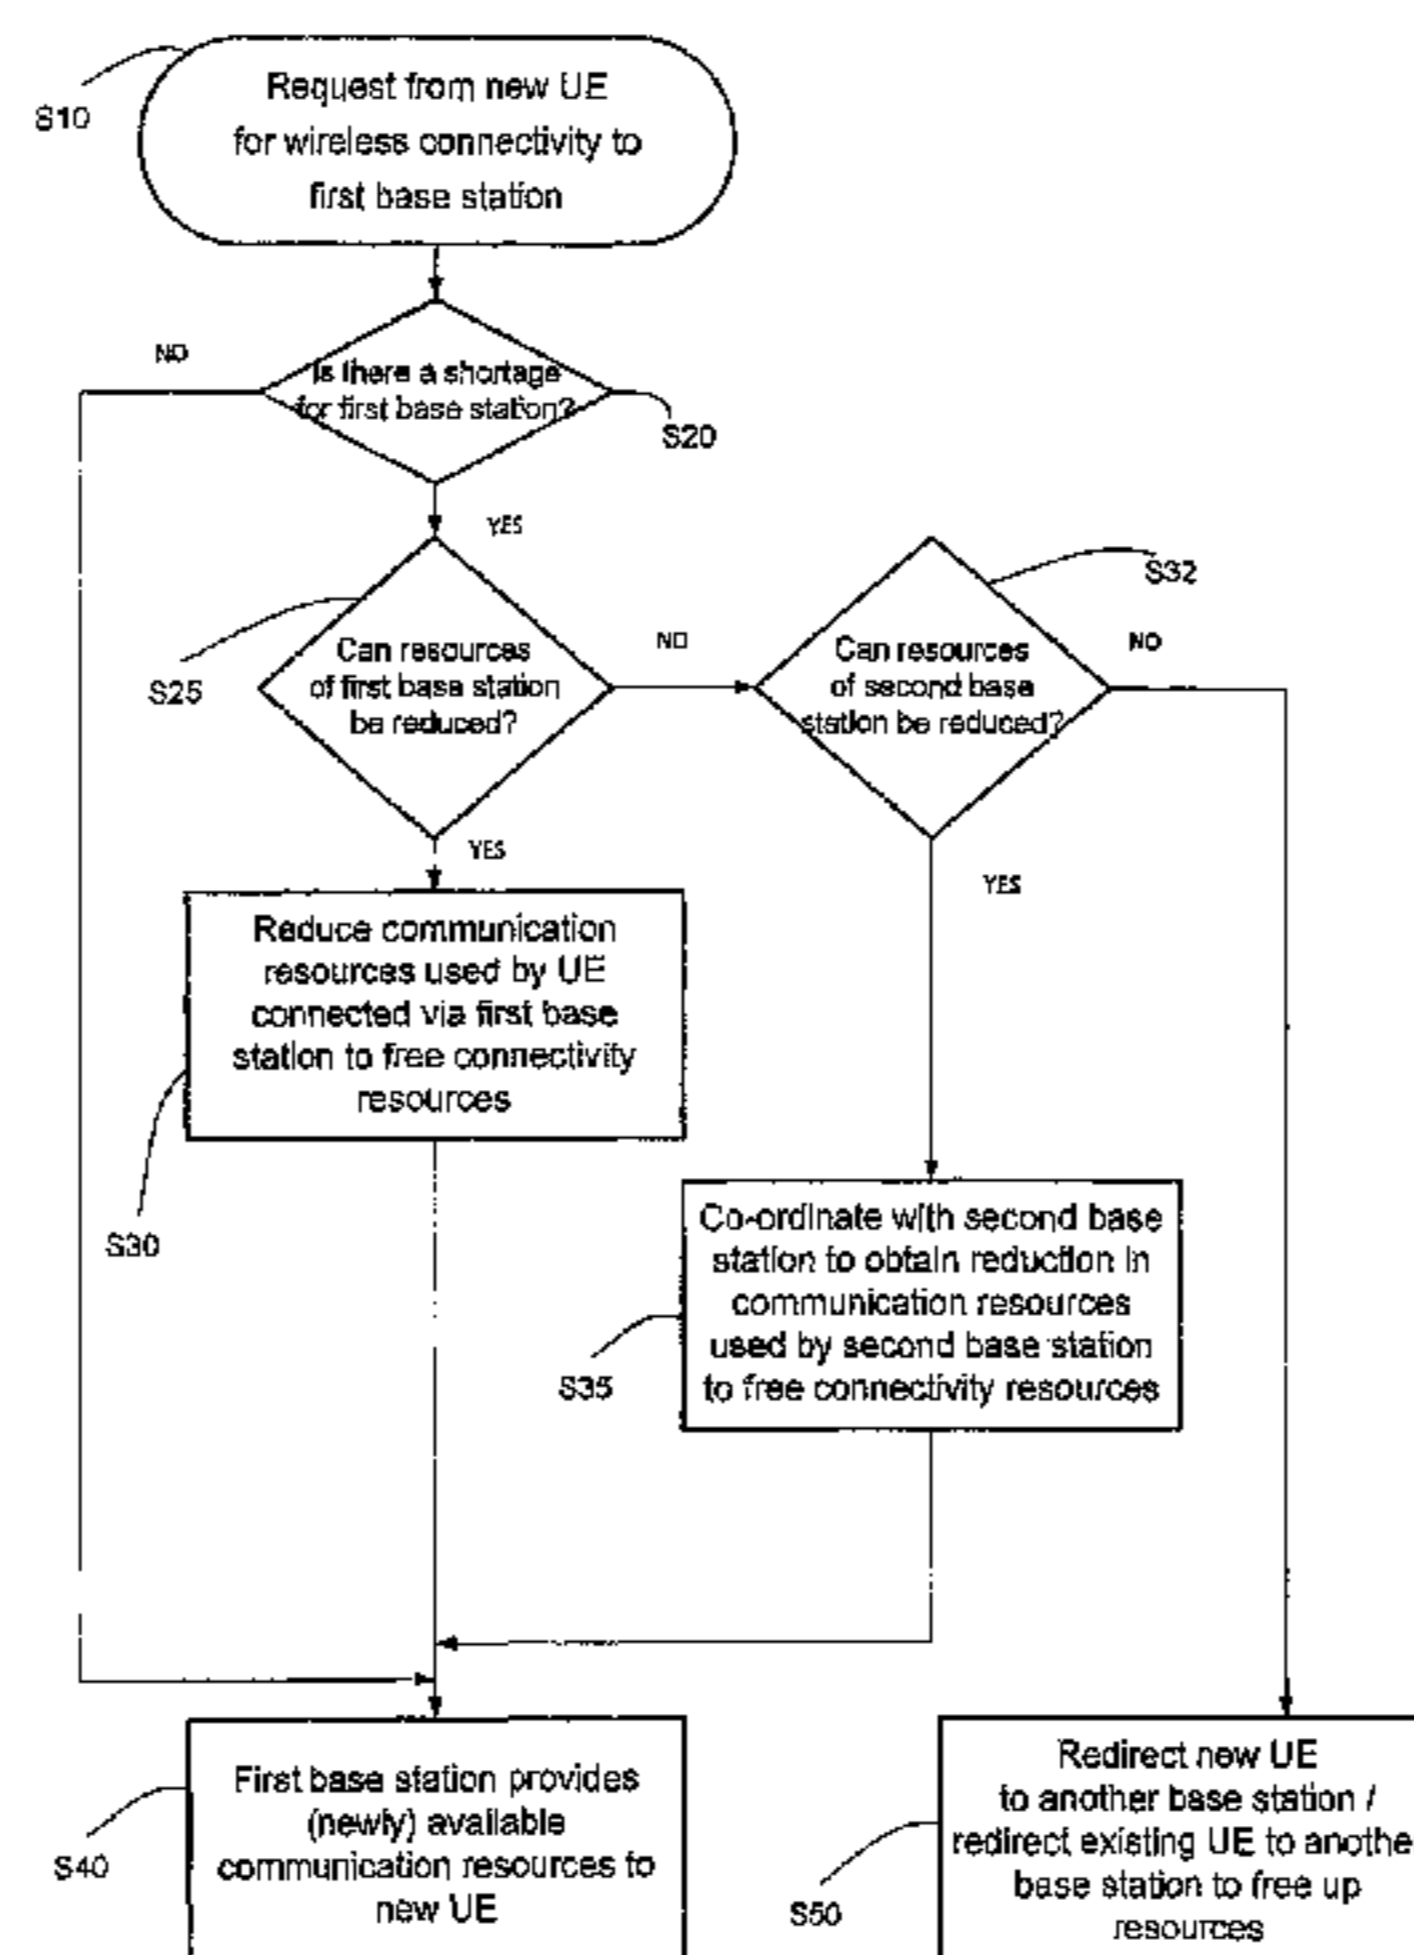 Request from new UE
for wireless connectivity to
first base station
S10
NO
Is there a shortage
for first base station?
S20
YES
S32
Can resources
of first base station
be reduced?
S25
NO
Can resources
of second base
station be reduced?
NO
YES
YES
Reduce communication
resources used by UE
connected via first base
station to free connectivity
resources
S30
Co-ordinate with second base
station to obtain reduction in
communication resources
used by second base station
to free connectivity resources
S35
First base station provides
(newly) available
communication resources to
new UE
S40
Redirect new UE
to another base station /
redirect existing UE to anothe
base station to free up
resources
S50